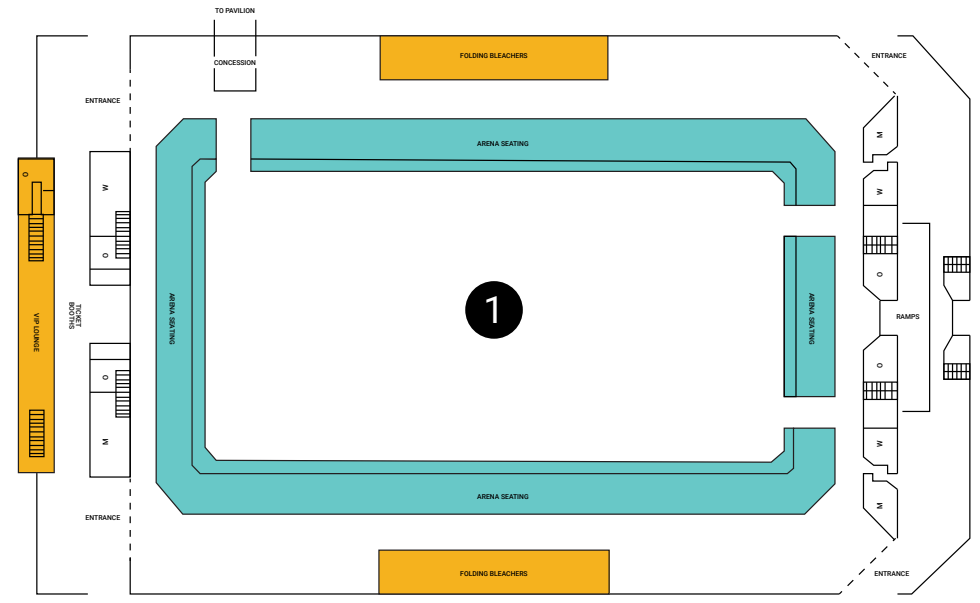 TO PAVILION
CONCESSION
FOLDING BLEACHERS
ENTRANCE
ENTRANCE
ARENA SEATING
M
W
O
W
O
O
VIP LOUNGE
TICKET
BOOTHS
ARENA SEATING
1
ARENA SEATING
RAMPS
O
O
M
W
M
ARENA SEATING
ENTRANCE
FOLDING BLEACHERS
ENTRANCE